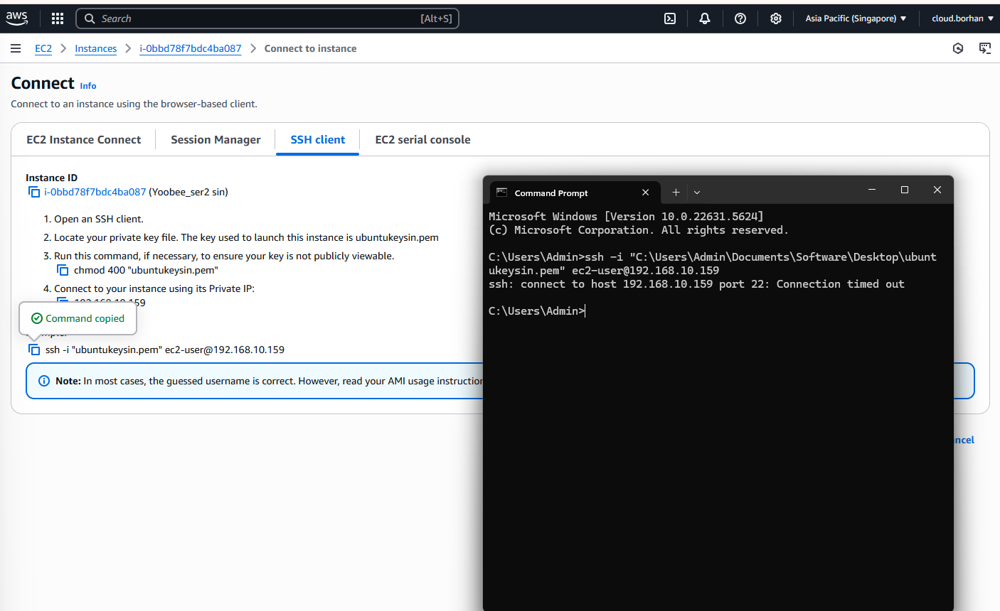 aws
Search [Alt+S]
Asia Pacific (Singapore)
cloud.borhan
EC2 > Instances > i-0bbd78f7bdc4ba087 > Connect to instance
Connect Info
Connect to an instance using the browser-based client.
EC2 Instance Connect
Session Manager
SSH client
EC2 serial console
Instance ID
i-0bbd78f7bdc4ba087 (Yoobee_ser2 sin)
1. Open an SSH client.
2. Locate your private key file. The key used to launch this instance is ubuntukeysin.pem
3. Run this command, if necessary, to ensure your key is not publicly viewable.
chmod 400 "ubuntukeysin.pem"
4. Connect to your instance using its Private IP:
192.168.10.159
Command copied
ssh -i "ubuntukeysin.pem" ec2-user@192.168.10.159
Note: In most cases, the guessed username is correct. However, read your AMI usage instruction
ncel
Command Prompt
Microsoft Windows [Version 10.0.22631.5624]
(c) Microsoft Corporation. All rights reserved.
C:\Users\Admin>ssh -i "C:\Users\Admin\Documents\Software\Desktop\ubunt
ukeysin.pem" ec2-user@192.168.10.159
ssh: connect to host 192.168.10.159 port 22: Connection timed out
C:\Users\Admin>